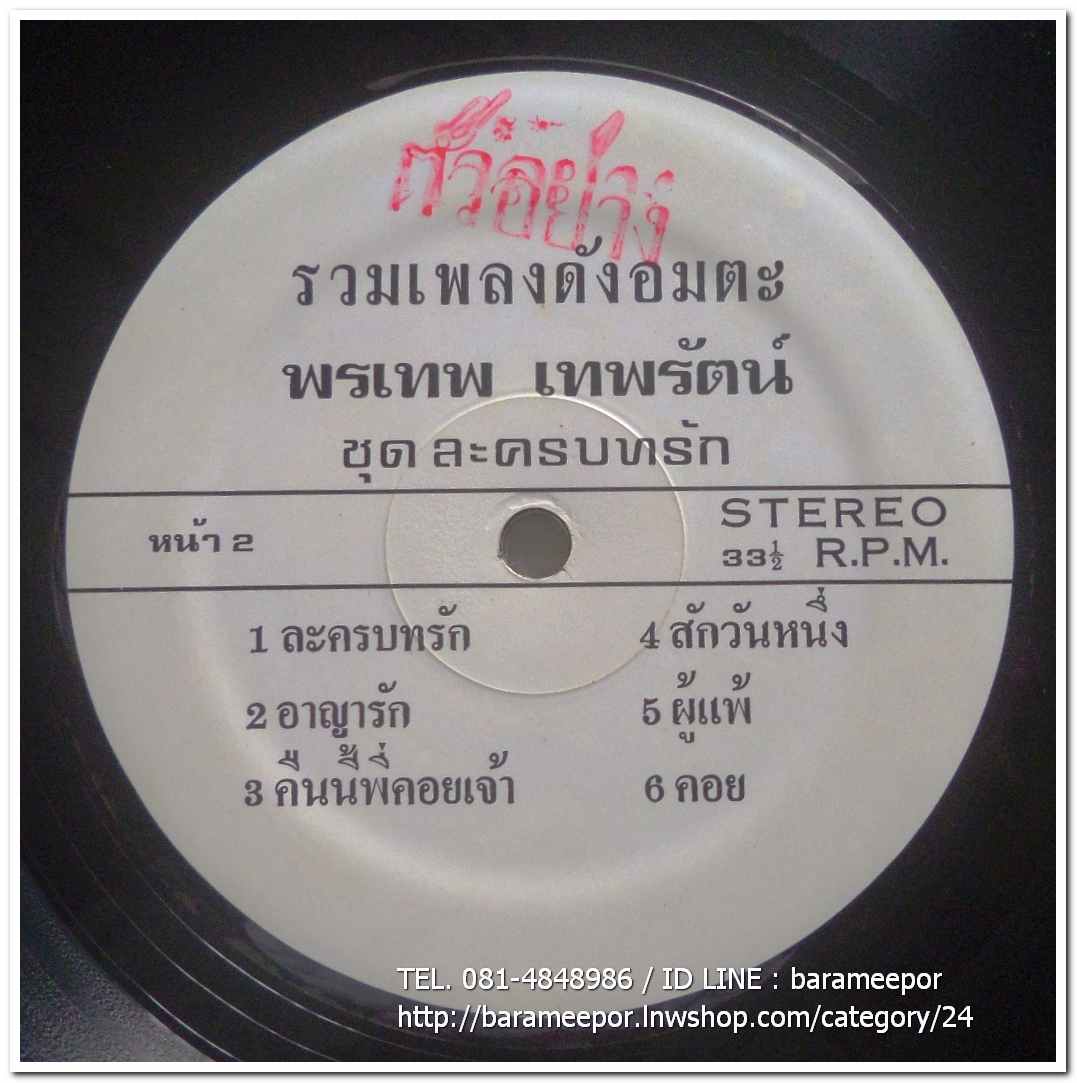 ตัวอย่าง
รวมเพลงดังอมตะ
พรเทพ เทพรัตน์
ชุด ละครบทรัก
หน้า 2
STEREO
33½ R.P.M.
1 ละครบทรัก
2 อาญารัก
3 คืนนี้พี่คอยเจ้า
4 สักวันหนึ่ง
5 ผู้แพ้
6 คอย
TEL. 081-4848986 / ID LINE : barameepor
http://barameepor.lnwshop.com/category/24